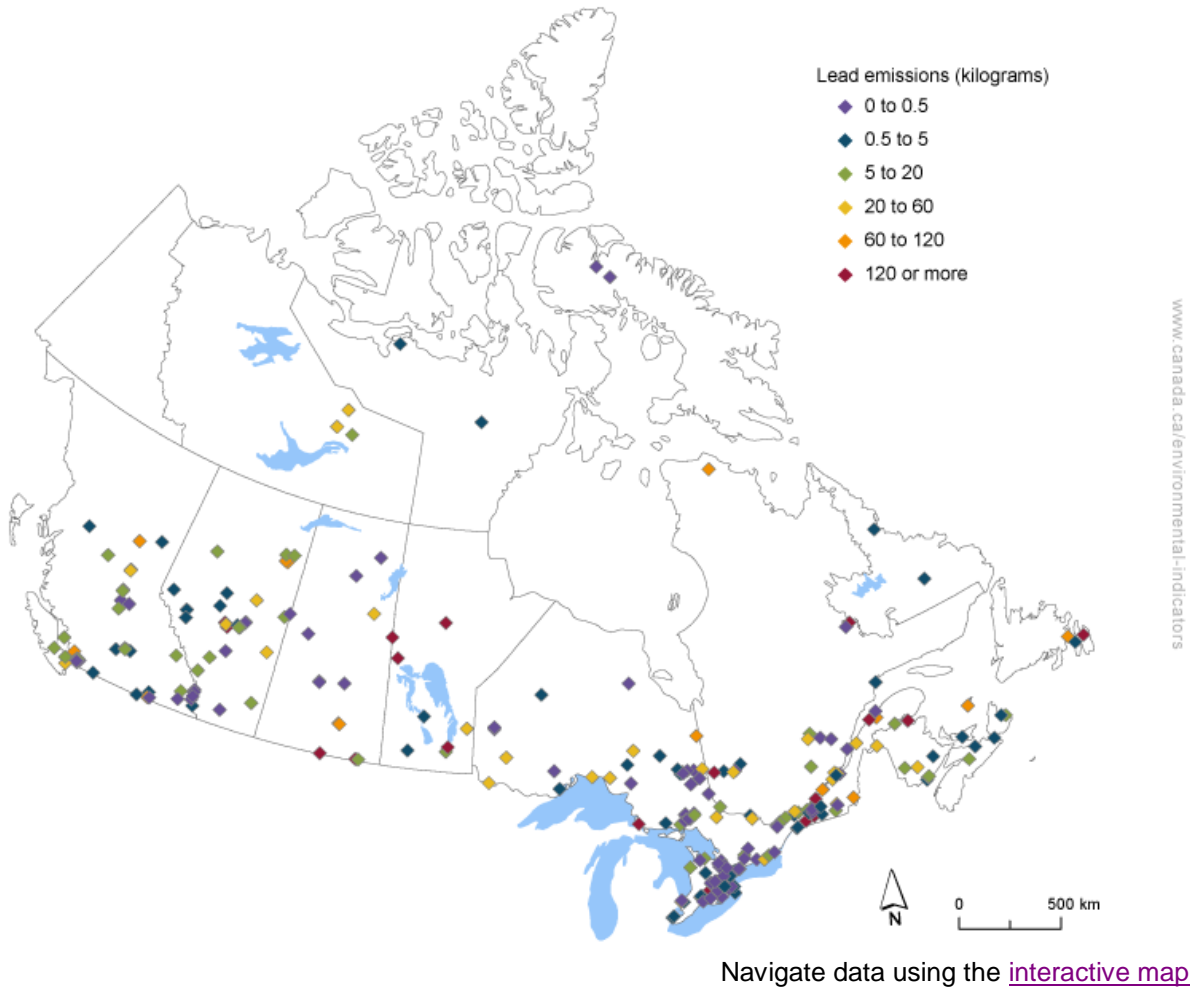 Lead emissions (kilograms)
0 to 0.5
0.5 to 5
5 to 20
20 to 60
60 to 120
120 or more
www.canada.ca/environmental-indicators
N
0 500 km
Navigate data using the interactive map